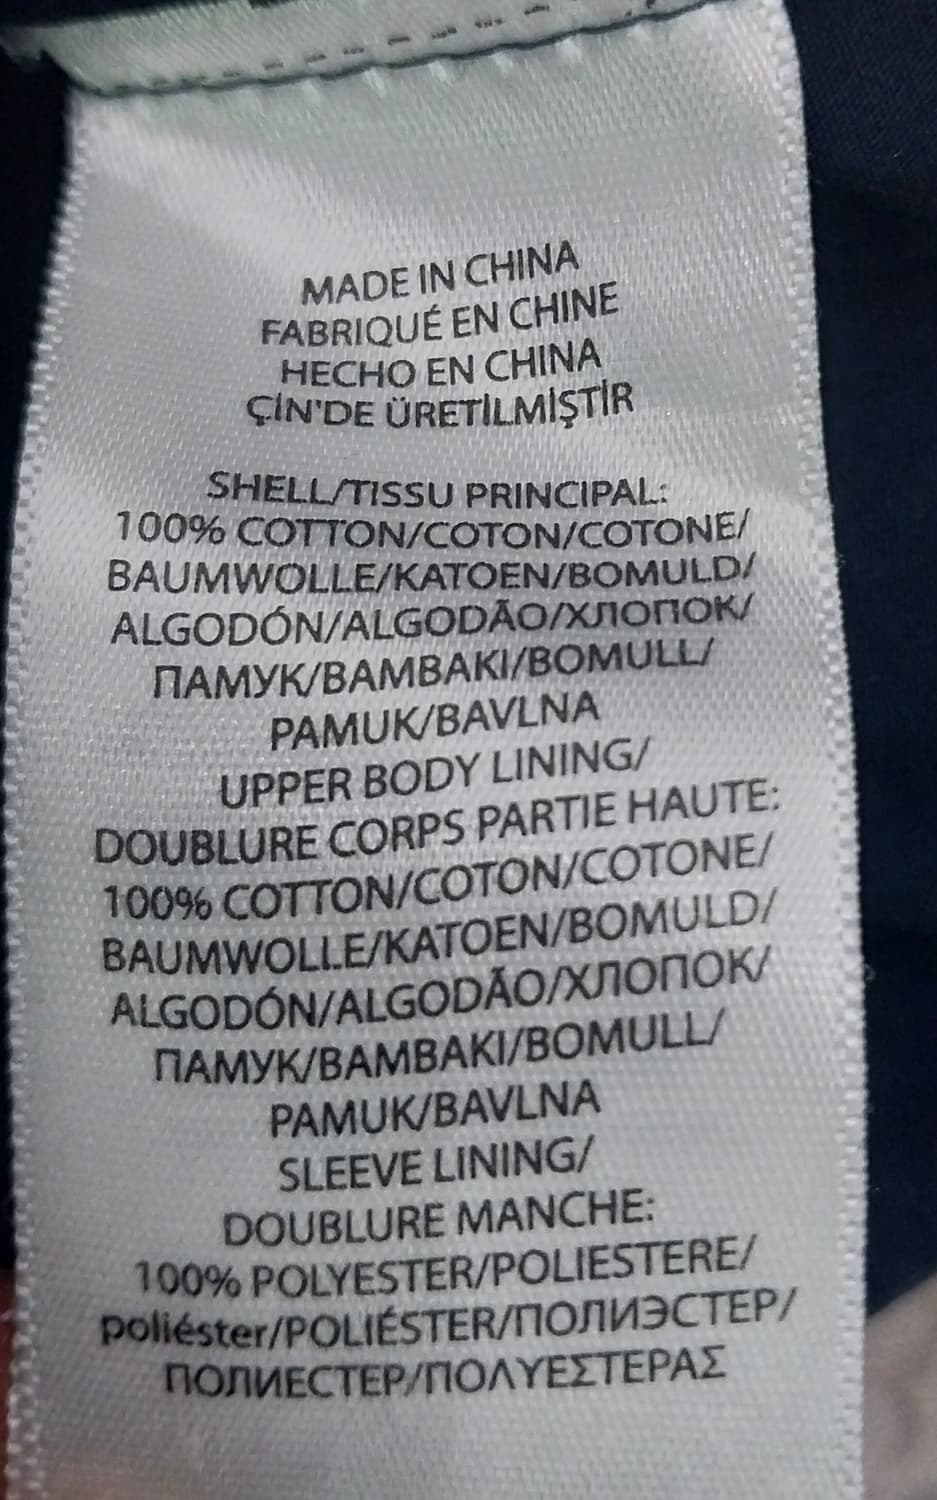 MADE IN CHINA
FABRIQUÉ EN CHINE
HECHO EN CHINA
ÇİN'DE ÜRETİLMİŞTİR
SHELL/TISSU PRINCIPAL:
100% COTTON/COTON/COTONE/
BAUMWOLLE/KATOEN/BOMULD/
ALGODÓN/ALGODÃO/ХЛОПОК/
ПАМУК/BAMBAKI/BOMULL/
PAMUK/BAVLNA
UPPER BODY LINING/
DOUBLURE CORPS PARTIE HAUTE:
100% COTTON/COTON/COTONE/
BAUMWOLLE/KATOEN/BOMULD/
ALGODÓN/ALGODÃO/ХЛОПОК/
ПАМУК/BAMBAKI/BOMULL/
PAMUK/BAVLNA
SLEEVE LINING/
DOUBLURE MANCHE:
100% POLYESTER/POLIESTERE/
poliéster/POLIÉSTER/ПОЛИЭСТЕР/
ПОЛИЕСТЕР/ΠΟΛΥΕΣΤΕΡΑΣ